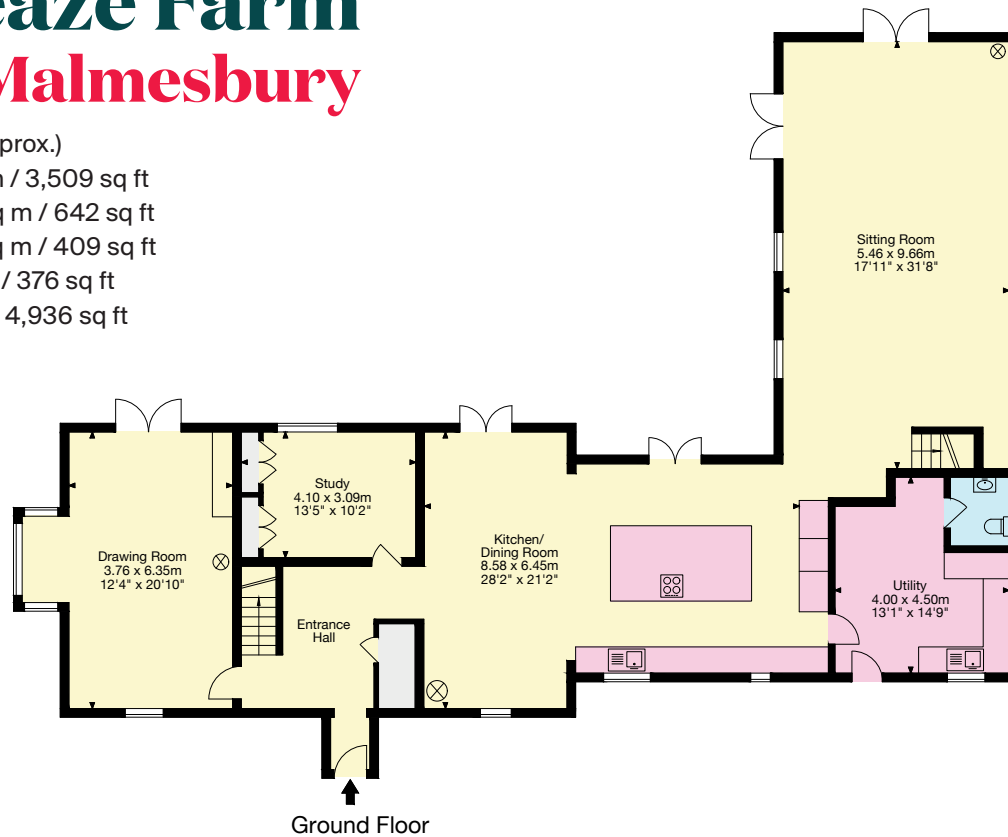 Farm
Malmesbury
/ 3,509 sq ft
m / 642 sq ft
m / 409 sq ft
/ 376 sq ft
4,936 sq ft
Sitting Room
5.46 x 9.66m
17'11" x 31'8"
Study
4.10 x 3.09m
13'5" x 10'2"
Drawing Room
3.76 x 6.35m
12'4" x 20'10"
Kitchen/
Dining Room
8.58 x 6.45m
28'2" x 21'2"
Utility
4.00 x 4.50m
13'1" x 14'9"
Entrance
Hall
Ground Floor